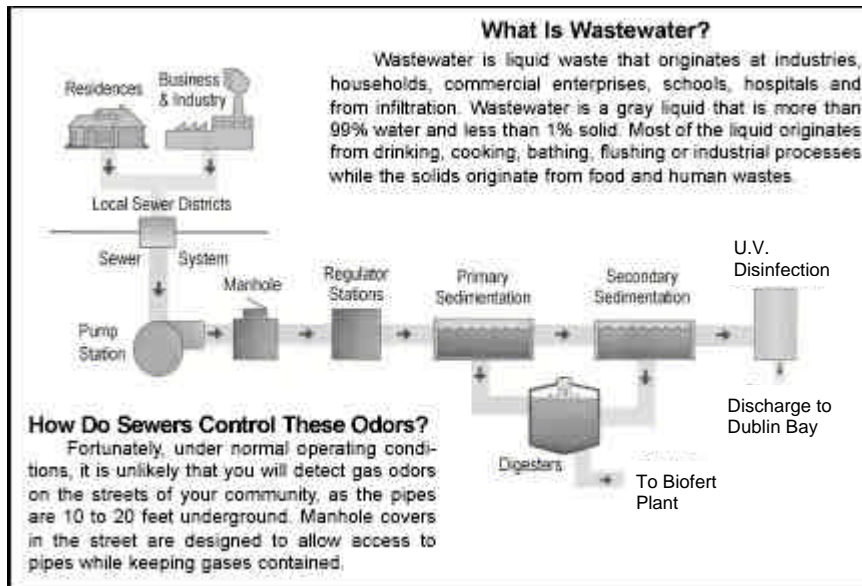 What Is Wastewater?
Wastewater is liquid waste that originates at industries,
households, commercial enterprises, schools, hospitals and
from infiltration. Wastewater is a gray liquid that is more than
99% water and less than 1% solid. Most of the liquid originates
from drinking, cooking, bathing, flushing or industrial processes
while the solids originate from food and human wastes.
Residences
Business
& Industry
Local Sewer Districts
Sewer System
Pump
Station
Manhole
Regulator
Stations
Primary
Sedimentation
Secondary
Sedimentation
U.V.
Disinfection
Discharge to
Dublin Bay
Digesters
To Biofert
Plant
How Do Sewers Control These Odors?
Fortunately, under normal operating condi-
tions, it is unlikely that you will detect gas odors
on the streets of your community, as the pipes
are 10 to 20 feet underground. Manhole covers
in the street are designed to allow access to
pipes while keeping gases contained.